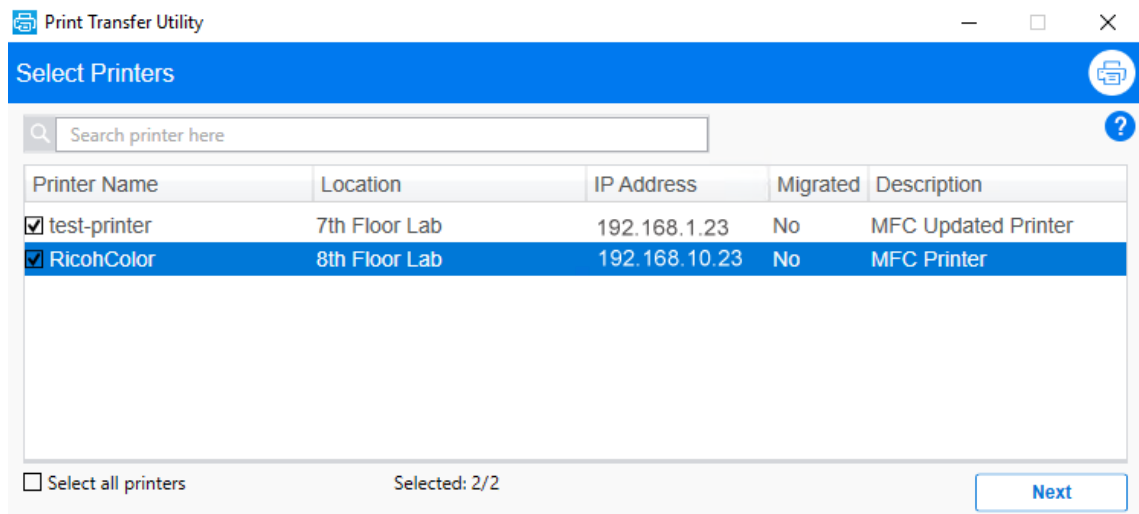 Print Transfer Utility
Select Printers
Search printer here
?
Printer Name Location IP Address Migrated Description
test-printer 7th Floor Lab 192.168.1.23 No MFC Updated Printer
RicohColor 8th Floor Lab 192.168.10.23 No MFC Printer
Select all printers Selected: 2/2 Next